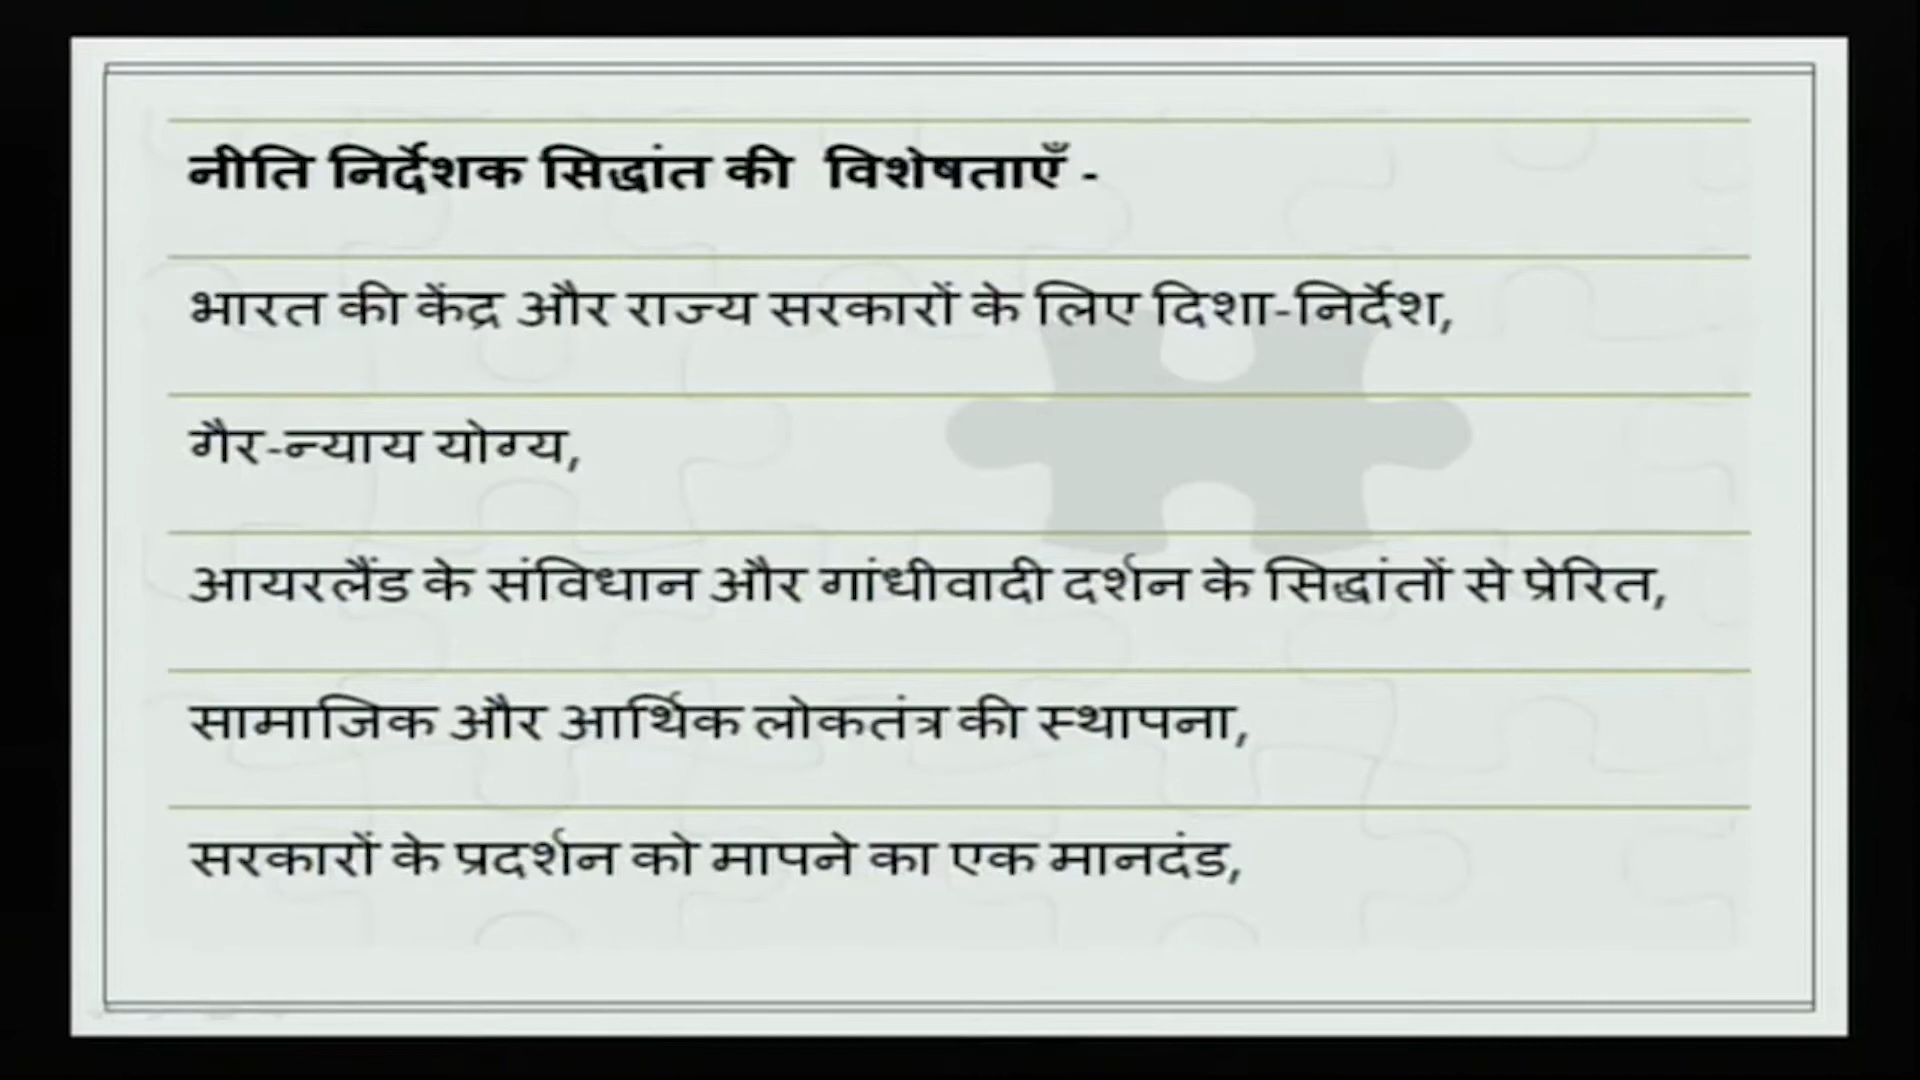 नीति निर्देशक सिद्धांत की विशेषताएँ -
भारत की केंद्र और राज्य सरकारों के लिए दिशा-निर्देश,
गैर-न्याय योग्य,
आयरलैंड के संविधान और गांधीवादी दर्शन के सिद्धांतों से प्रेरित,
सामाजिक और आर्थिक लोकतंत्र की स्थापना,
सरकारों के प्रदर्शन को मापने का एक मानदंड,